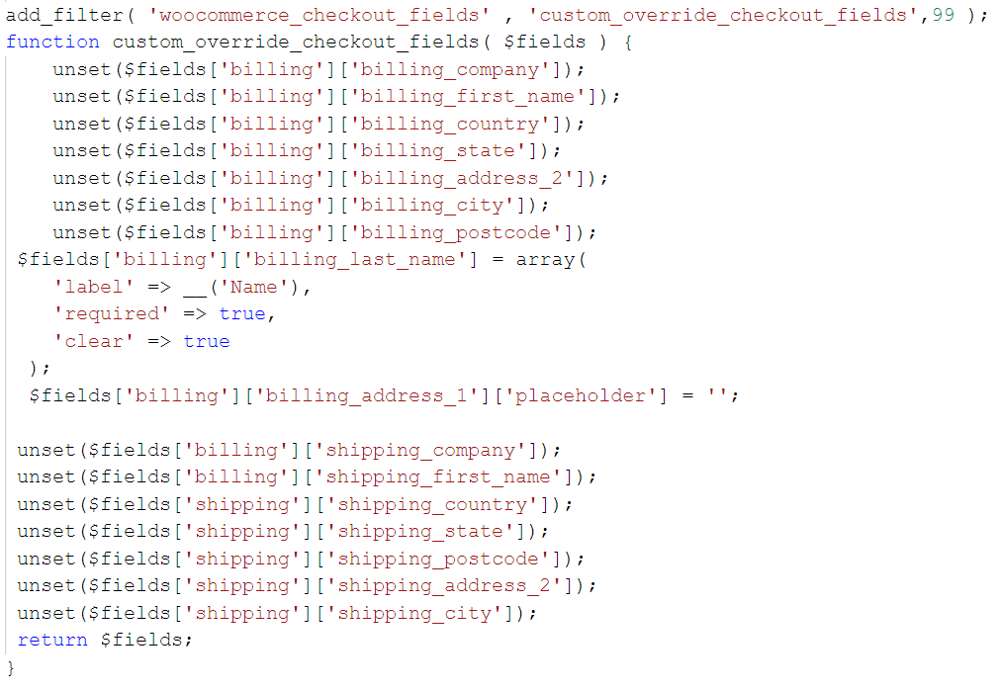 add_filter( 'woocommerce_checkout_fields' , 'custom_override_checkout_fields',99 );
function custom_override_checkout_fields( $fields ) {
unset($fields['billing']['billing_company']);
unset($fields['billing']['billing_first_name']);
unset($fields['billing']['billing_country']);
unset($fields['billing']['billing_state']);
unset($fields['billing']['billing_address_2']);
unset($fields['billing']['billing_city']);
unset($fields['billing']['billing_postcode']);
$fields['billing']['billing_last_name'] = array(
'label' => __('Name'),
'required' => true,
'clear' => true
);
$fields['billing']['billing_address_1']['placeholder'] = '';
unset($fields['billing']['shipping_company']);
unset($fields['billing']['shipping_first_name']);
unset($fields['shipping']['shipping_country']);
unset($fields['shipping']['shipping_state']);
unset($fields['shipping']['shipping_postcode']);
unset($fields['shipping']['shipping_address_2']);
unset($fields['shipping']['shipping_city']);
return $fields;
}